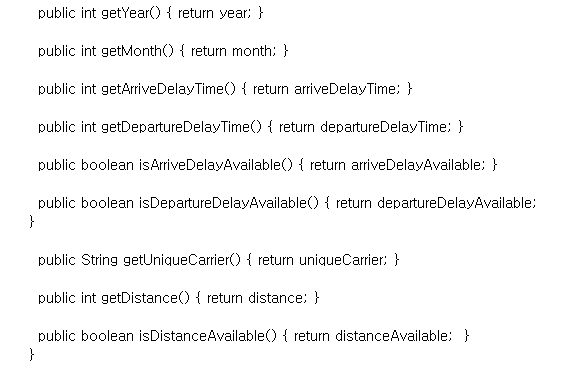 public int getYear() { return year; }
public int getMonth() { return month; }
public int getArriveDelayTime() { return arriveDelayTime; }
public int getDepartureDelayTime() { return departureDelayTime; }
public boolean isArriveDelayAvailable() { return arriveDelayAvailable; }
public boolean isDepartureDelayAvailable() { return departureDelayAvailable;
}
public String getUniqueCarrier() { return uniqueCarrier; }
public int getDistance() { return distance; }
public boolean isDistanceAvailable() { return distanceAvailable;  }
}